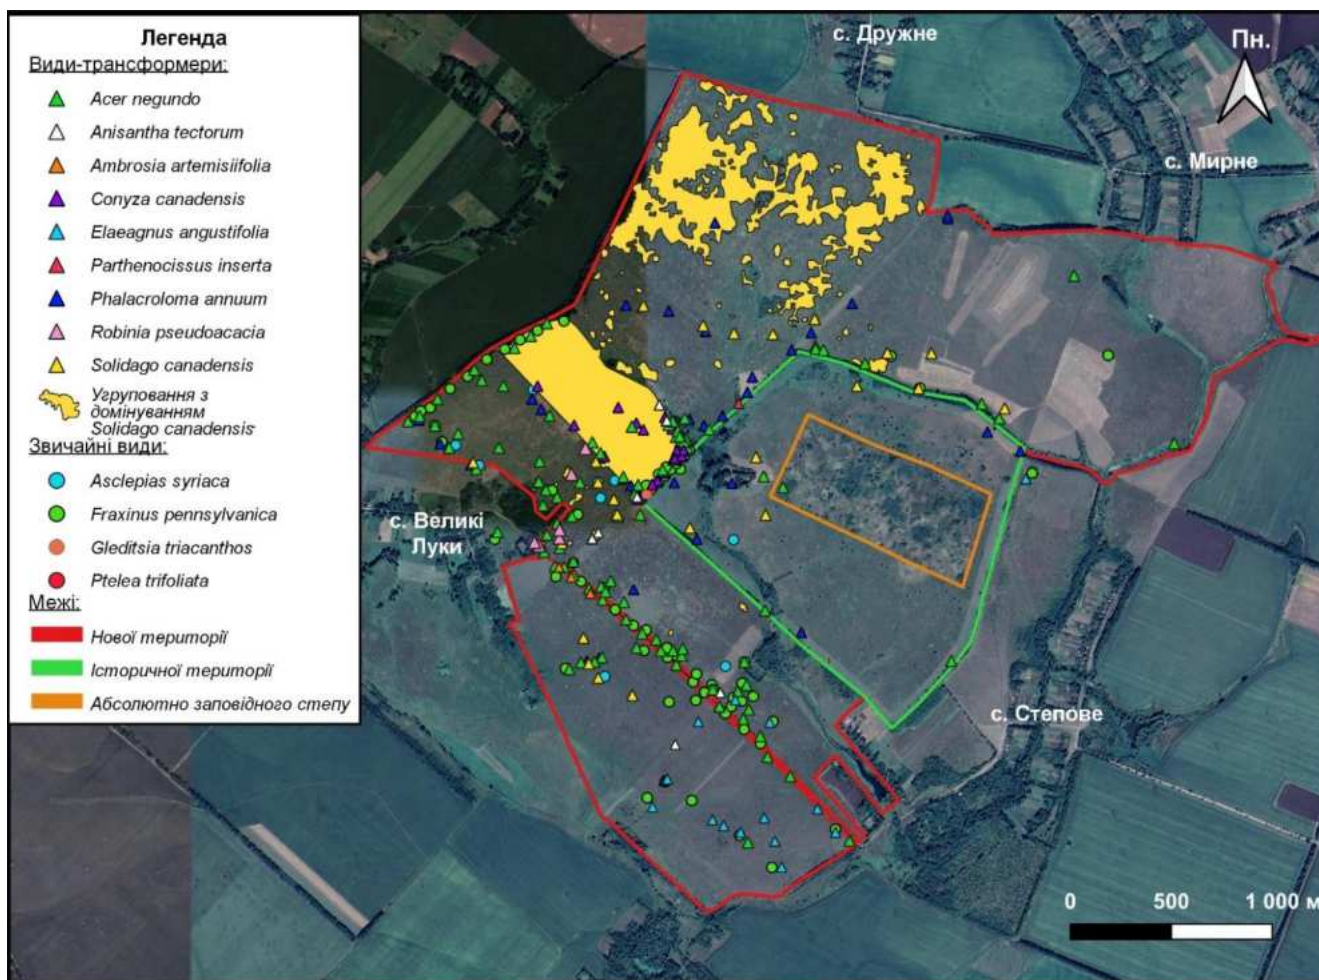 Легенда
Види-трансформери:
Acer negundo
Anisantha tectorum
Ambrosia artemisiifolia
Conyza canadensis
Elaeagnus angustifolia
Parthenocissus inserta
Phalacroloma annuum
Robinia pseudoacacia
Solidago canadensis
Угруповання з
домінуванням
Solidago canadensis
Звичайні види:
Asclepias syriaca
Fraxinus pennsylvanica
Gleditsia triacanthos
Ptelea trifoliata
Межі:
Нової території
Історичної території
Абсолютно заповідного степу
с. Дружне
Пн.
с. Мирне
с. Великі
Луки
с. Степове
0 500 1 000 м